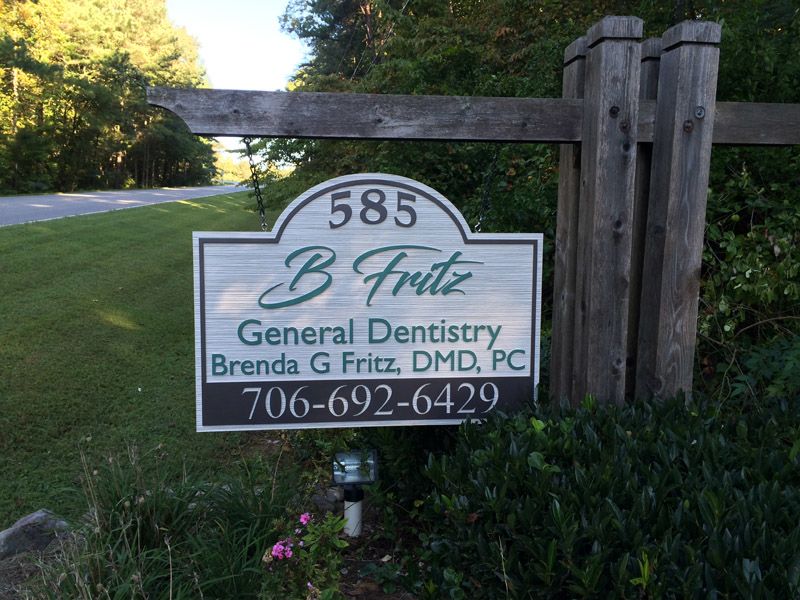 585
B Fritz
General Dentistry
Brenda G Fritz, DMD, PC
706-692-6429